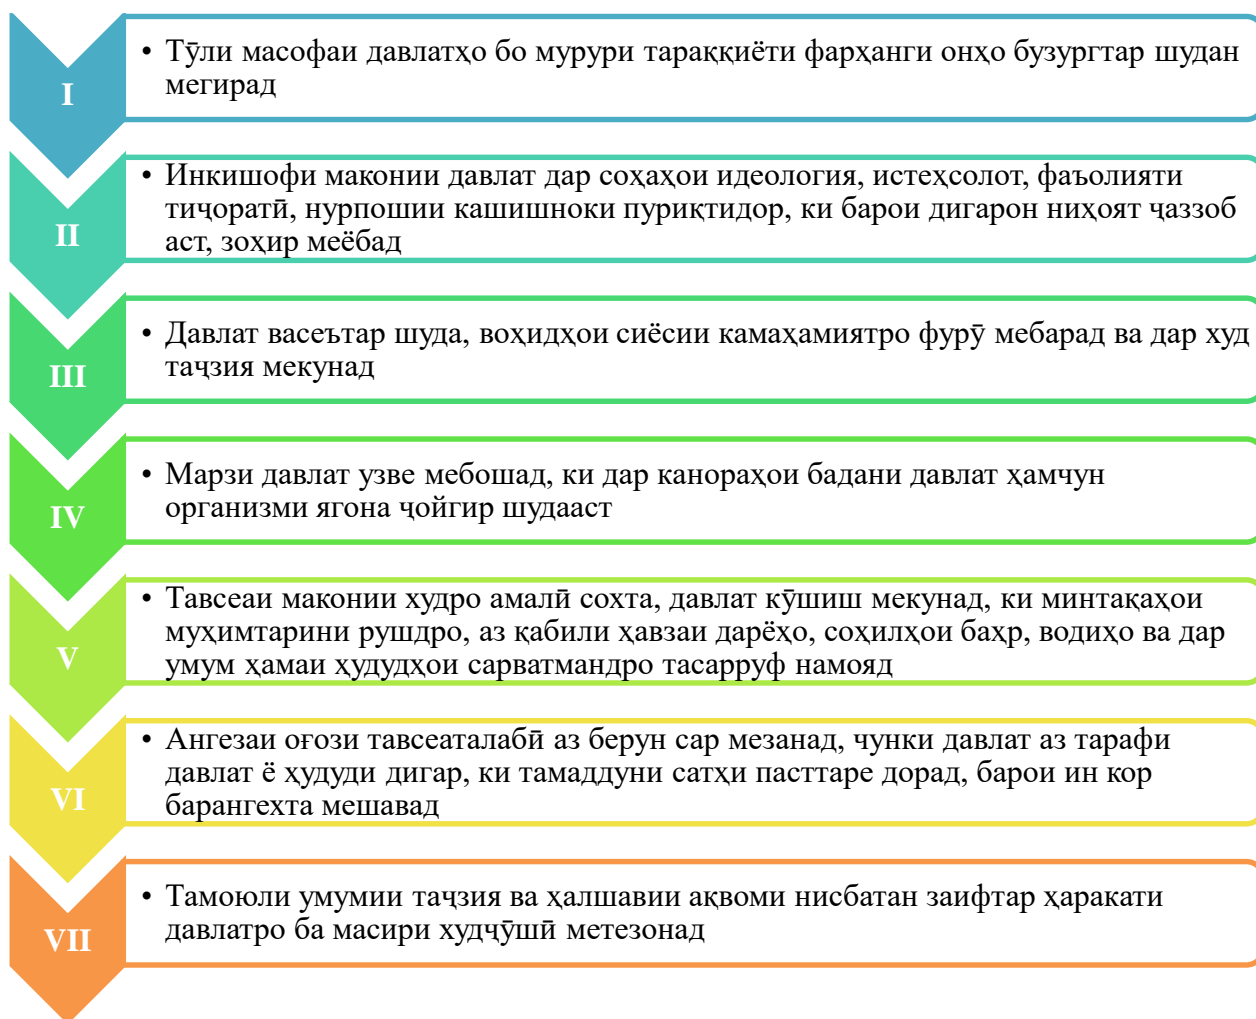 I
• Тӯли масофаи давлатҳо бо мурури тараққиёти фарҳанги онҳо бузургтар шудан
мегирад
II
• Инкишофи маконии давлат дар соҳаҳои идеология, истеҳсолот, фаъолияти
тиҷоратӣ, нурпошии кашишноки пуриқтидор, ки барои дигарон ниҳоят ҷаззоб
аст, зоҳир меёбад
III
• Давлат васеътар шуда, воҳидҳои сиёсии камаҳамиятро фурӯ мебарад ва дар худ
таҷзия мекунад
IV
• Марзи давлат узве мебошад, ки дар канораҳои бадани давлат ҳамчун
организми ягона ҷойгир шудааст
V
• Тавсеаи маконии худро амалӣ сохта, давлат кӯшиш мекунад, ки минтақаҳои
муҳимтарини рушдро, аз қабили ҳавзаи дарёҳо, соҳилҳои баҳр, водиҳо ва дар
умум ҳамаи ҳудудҳои сарватмандро тасарруф намояд
VI
• Ангезаи оғози тавсеаталабӣ аз берун сар мезанад, чунки давлат аз тарафи
давлат ё ҳудуди дигар, ки тамаддуни сатҳи пасттаре дорад, барои ин кор
барангехта мешавад
VII
• Тамоюли умумии таҷзия ва ҳалшавии ақвоми нисбатан заифтар ҳаракати
давлатро ба масири худҷӯшӣ метезонад